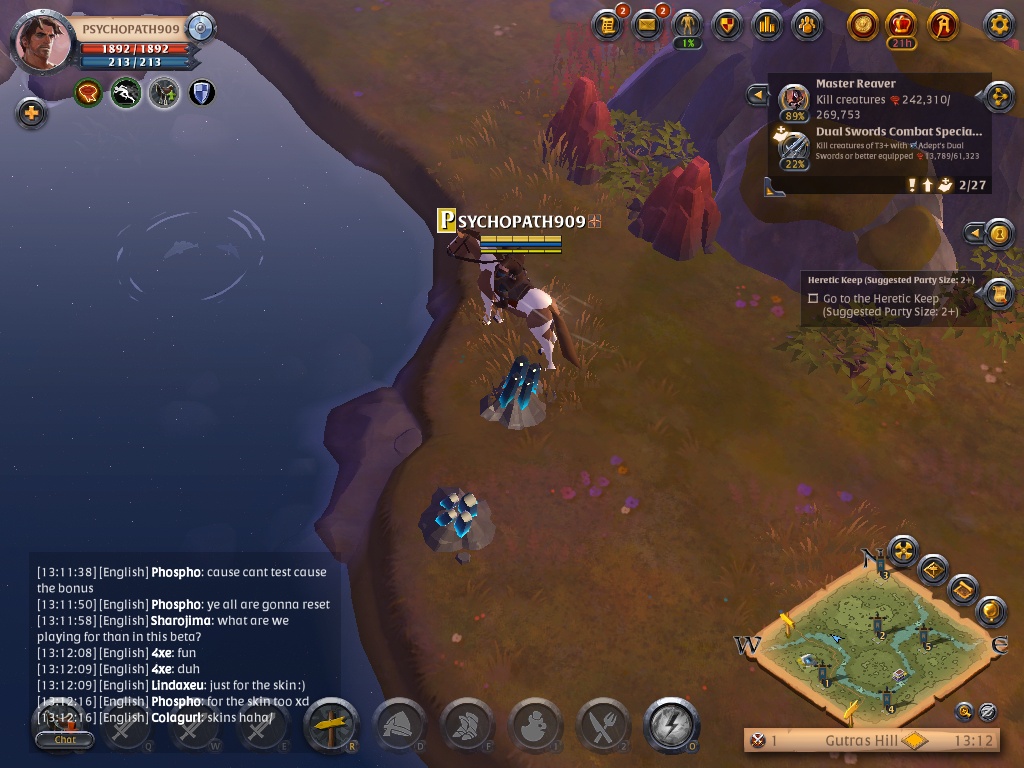 PSYCHOPATH909
1892 / 1892
213 / 213
2
2
1%
21h
Master Reaver
Kill creatures 242,310/
269,753
89%
Dual Swords Combat Specia...
Kill creatures of T3+ with Adept's Dual
Swords or better equipped 13,789/61,323
22%
2/27
PSYCHOPATH909
Heretic Keep (Suggested Party Size: 2+)
Go to the Heretic Keep
(Suggested Party Size: 2+)
[13:11:38] [English] Phospho: cause cant test cause
the bonus
[13:11:50] [English] Phospho: ye all are gonna reset
[13:11:58] [English] Sharojima: what are we
playing for than in this beta?
[13:12:08] [English] 4xe: fun
[13:12:09] [English] 4xe: duh
[13:12:09] [English] Lindaxeu: just for the skin:)
[13:12:16] [English] Phospho: for the skin too xd
[13:12:16] [English] Colagurl: skins haha/
Chat
Q
W
E
R
D
F
1
2
O
N
W
E
3
2
5
1
4
1
Gutras Hill
13:12